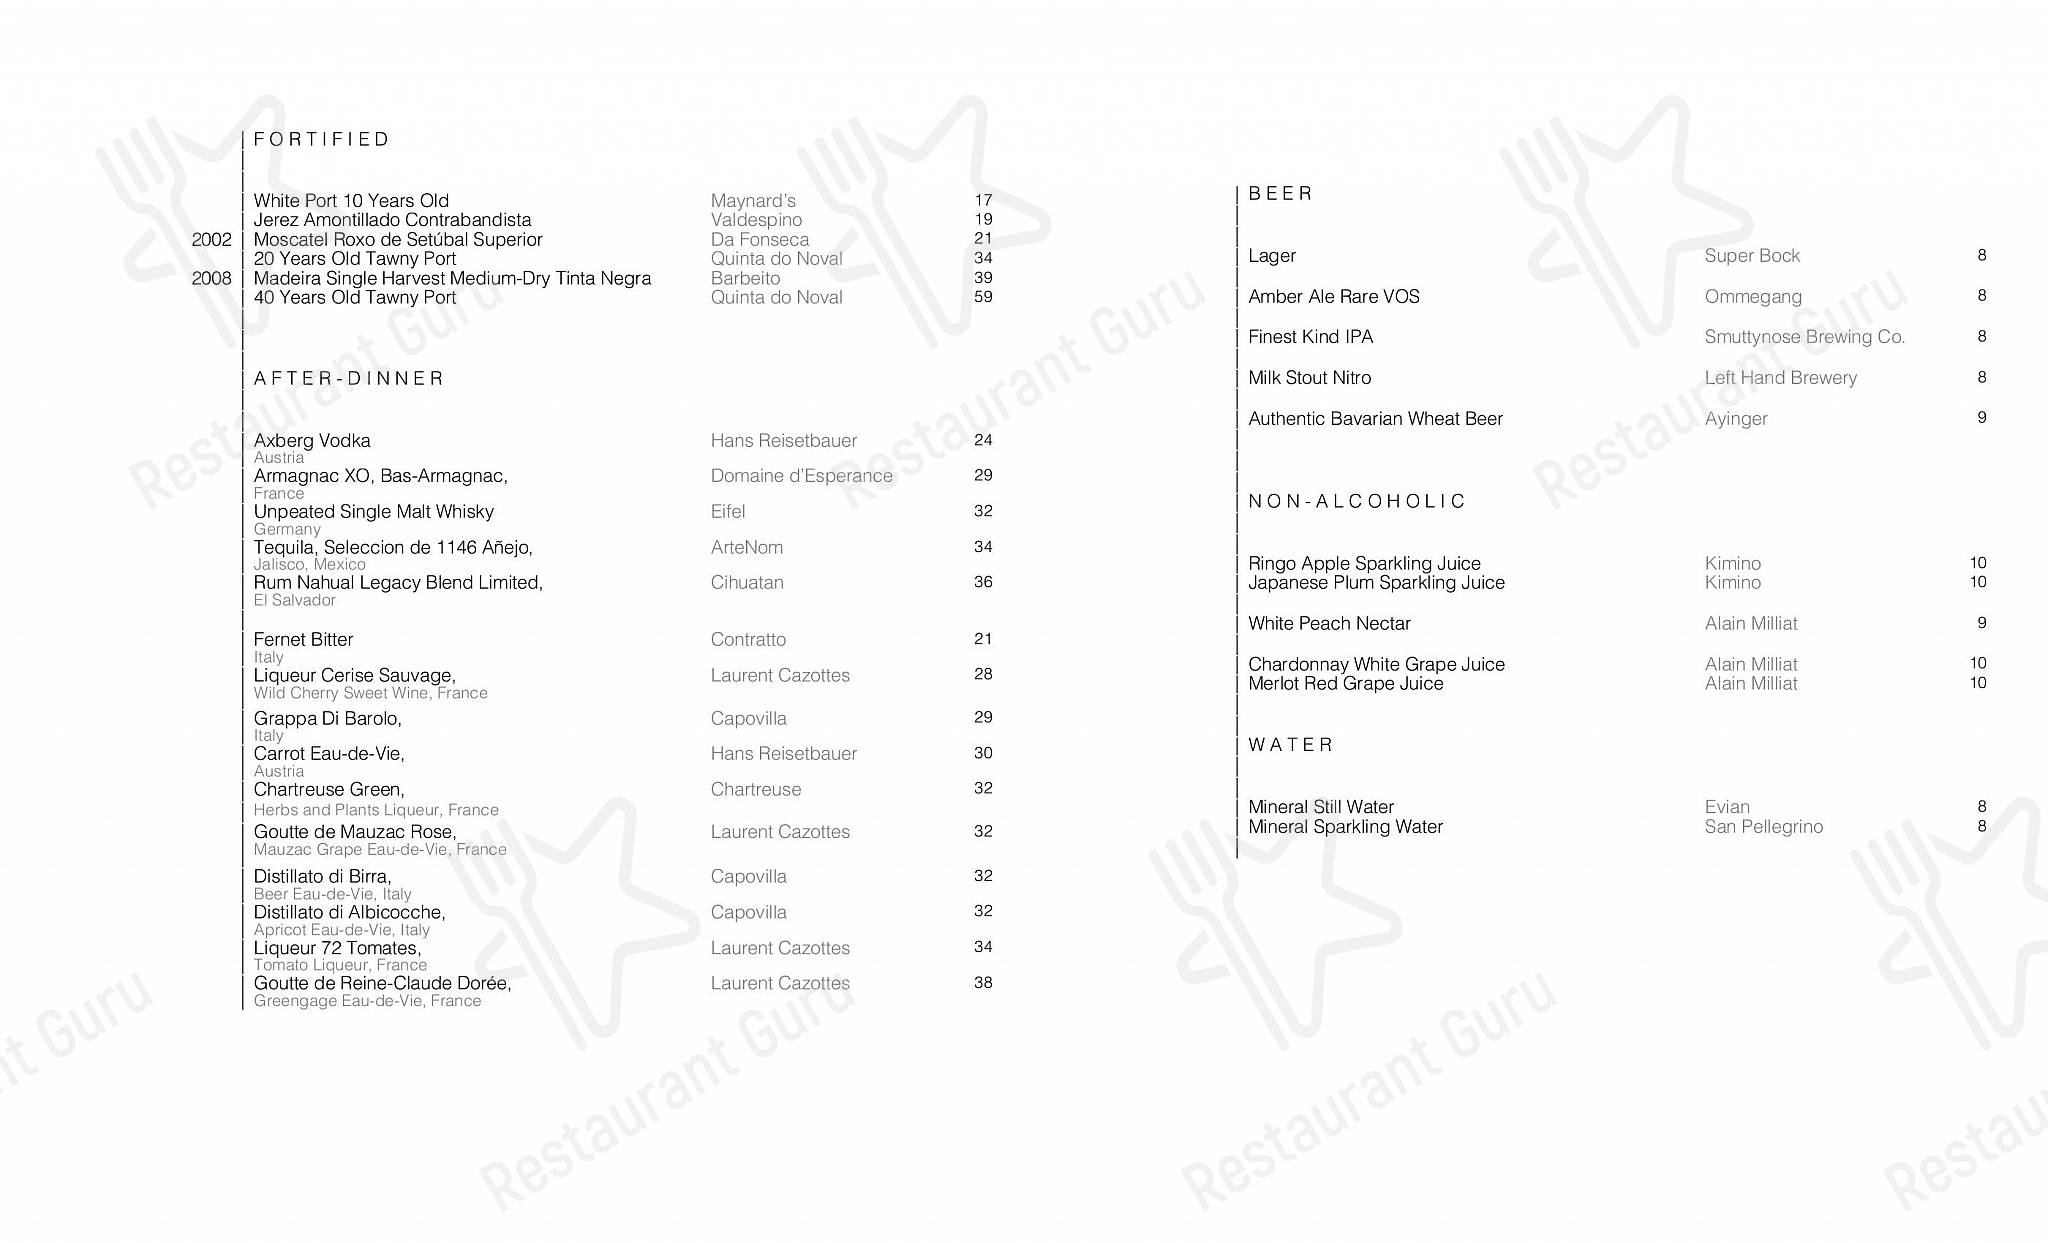 FORTIFIED
White Port 10 Years Old Maynard's 17
Jerez Amontillado Contrabandista Valdespino 19
2002 Moscatel Roxo de Setúbal Superior Da Fonseca 21
20 Years Old Tawny Port Quinta do Noval 34
2008 Madeira Single Harvest Medium-Dry Tinta Negra Barbeito 39
40 Years Old Tawny Port Quinta do Noval 59
AFTER-DINNER
Axberg Vodka Hans Reisetbauer 24
Austria
Armagnac XO, Bas-Armagnac, Domaine d'Esperance 29
France
Unpeated Single Malt Whisky Eifel 32
Germany
Tequila, Seleccion de 1146 Añejo, ArteNom 34
Jalisco, Mexico
Rum Nahual Legacy Blend Limited, Cihuatan 36
El Salvador
Fernet Bitter Contratto 21
Italy
Liqueur Cerise Sauvage, Laurent Cazottes 28
Wild Cherry Sweet Wine, France
Grappa Di Barolo, Capovilla 29
Italy
Carrot Eau-de-Vie, Hans Reisetbauer 30
Austria
Chartreuse Green, Chartreuse 32
Herbs and Plants Liqueur, France
Goutte de Mauzac Rose, Laurent Cazottes 32
Mauzac Grape Eau-de-Vie, France
Distillato di Birra, Capovilla 32
Beer Eau-de-Vie, Italy
Distillato di Albicocche, Capovilla 32
Apricot Eau-de-Vie, Italy
Liqueur 72 Tomates, Laurent Cazottes 34
Tomato Liqueur, France
Goutte de Reine-Claude Dorée, Laurent Cazottes 38
Greengage Eau-de-Vie, France
BEER
Lager Super Bock 8
Amber Ale Rare VOS Ommegang 8
Finest Kind IPA Smuttynose Brewing Co. 8
Milk Stout Nitro Left Hand Brewery 8
Authentic Bavarian Wheat Beer Ayinger 9
NON-ALCOHOLIC
Ringo Apple Sparkling Juice Kimino 10
Japanese Plum Sparkling Juice Kimino 10
White Peach Nectar Alain Milliat 9
Chardonnay White Grape Juice Alain Milliat 10
Merlot Red Grape Juice Alain Milliat 10
WATER
Mineral Still Water Evian 8
Mineral Sparkling Water San Pellegrino 8
Restaurant Guru
Restaurant Guru
Restaurant Guru
nt Guru
Restaurant Guru
Restaurant Guru
Restau